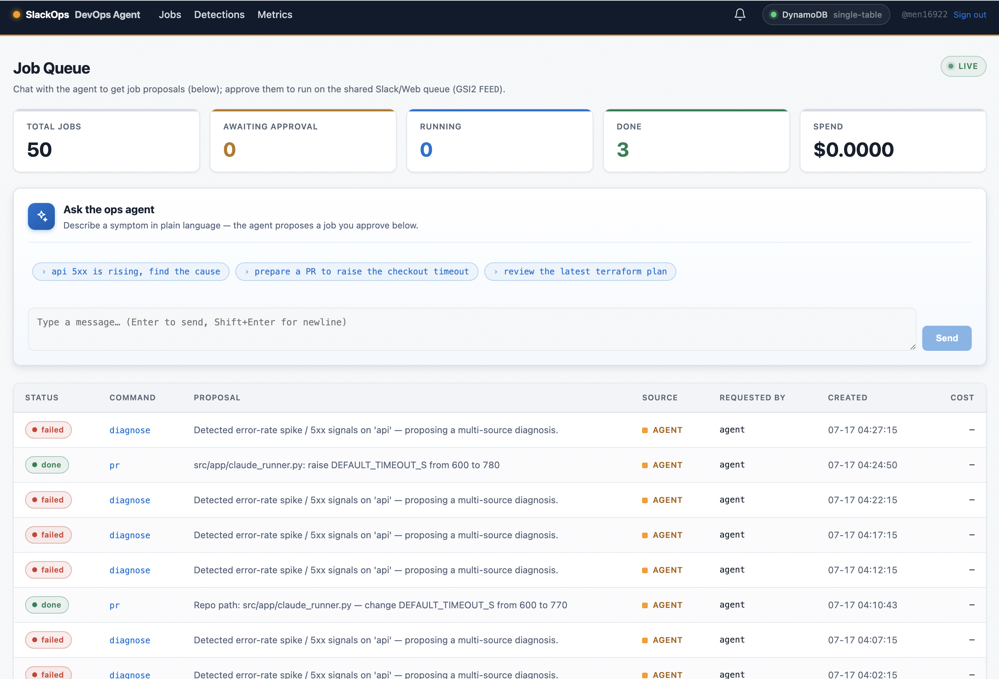 SlackOps DevOps Agent Jobs Detections Metrics DynamoDB single-table @men16922 Sign out
Job Queue
LIVE
Chat with the agent to get job proposals (below); approve them to run on the shared Slack/Web queue (GSI2 FEED).
TOTAL JOBS AWAITING APPROVAL RUNNING DONE SPEND
50 0 0 3 $0.0000
Ask the ops agent
Describe a symptom in plain language — the agent proposes a job you approve below.
› api 5xx is rising, find the cause › prepare a PR to raise the checkout timeout › review the latest terraform plan
Type a message… (Enter to send, Shift+Enter for newline)
Send
STATUS COMMAND PROPOSAL SOURCE REQUESTED BY CREATED COST
failed diagnose Detected error-rate spike / 5xx signals on 'api' — proposing a multi-source diagnosis. AGENT agent 07-17 04:27:15 –
done pr src/app/claude_runner.py: raise DEFAULT_TIMEOUT_S from 600 to 780 AGENT agent 07-17 04:24:50 –
failed diagnose Detected error-rate spike / 5xx signals on 'api' — proposing a multi-source diagnosis. AGENT agent 07-17 04:22:15 –
failed diagnose Detected error-rate spike / 5xx signals on 'api' — proposing a multi-source diagnosis. AGENT agent 07-17 04:17:15 –
failed diagnose Detected error-rate spike / 5xx signals on 'api' — proposing a multi-source diagnosis. AGENT agent 07-17 04:12:15 –
done pr Repo path: src/app/claude_runner.py — change DEFAULT_TIMEOUT_S from 600 to 770 AGENT agent 07-17 04:10:43 –
failed diagnose Detected error-rate spike / 5xx signals on 'api' — proposing a multi-source diagnosis. AGENT agent 07-17 04:07:15 –
failed diagnose Detected error-rate spike / 5xx signals on 'api' — proposing a multi-source diagnosis. AGENT agent 07-17 04:02:15 –